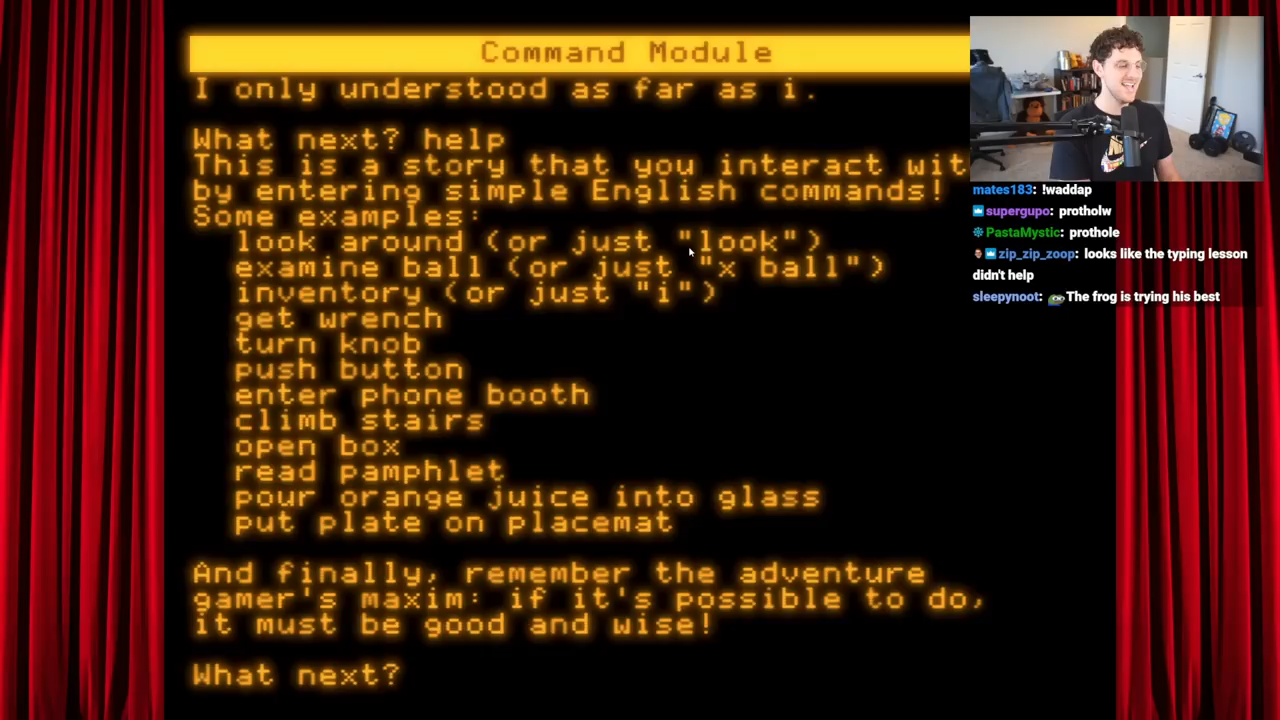 Command Module
I only understood as far as i.
What next? help
This is a story that you interact wit
by entering simple English commands!
Some examples:
look around (or just "look")
examine ball (or just "x ball")
inventory (or just "i")
get wrench
turn knob
push button
enter phone booth
climb stairs
open box
read pamphlet
pour orange juice into glass
put plate on placemat
And finally, remember the adventure
gamer's maxim: if it's possible to do,
it must be good and wise!
What next?
mates183: !waddap
supergupo: protholw
PastaMystic: prothole
zip_zip_zoop: looks like the typing lesson
didn't help
sleepynoot: The frog is trying his best